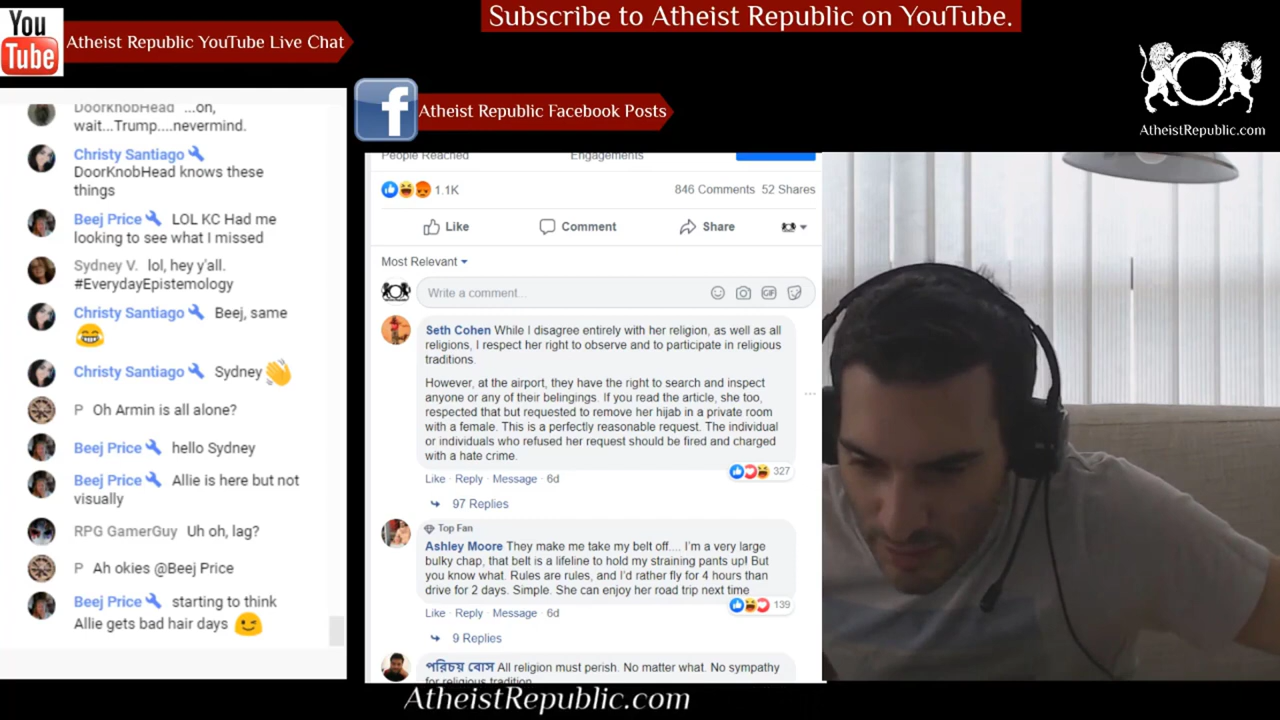 You
Tube
Atheist Republic YouTube Live Chat
Subscribe to Atheist Republic on YouTube.
AtheistRepublic.com
f
Atheist Republic Facebook Posts
DoorknobHead ...oh,
wait...Trump....nevermind.
Christy Santiago
DoorKnobHead knows these
things
Beej Price LOL KC Had me
looking to see what I missed
Sydney V. lol, hey y'all.
#EverydayEpistemology
Christy Santiago Beej, same
😂
Christy Santiago Sydney 👋
P Oh Armin is all alone?
Beej Price hello Sydney
Beej Price Allie is here but not
visually
RPG GamerGuy Uh oh, lag?
P Ah okies @Beej Price
Beej Price starting to think
Allie gets bad hair days 😉
People Reached Engagements
1.1K 846 Comments 52 Shares
Like Comment Share
Most Relevant
Write a comment...
GIF
Seth Cohen While I disagree entirely with her religion, as well as all
religions, I respect her right to observe and to participate in religious
traditions.
However, at the airport, they have the right to search and inspect
anyone or any of their belingings. If you read the article, she too,
respected that but requested to remove her hijab in a private room
with a female. This is a perfectly reasonable request. The individual
or individuals who refused her request should be fired and charged
with a hate crime.
327
Like · Reply · Message · 6d
97 Replies
Top Fan
Ashley Moore They make me take my belt off.... I'm a very large
bulky chap, that belt is a lifeline to hold my straining pants up! But
you know what. Rules are rules, and I'd rather fly for 4 hours than
drive for 2 days. Simple. She can enjoy her road trip next time
139
Like · Reply · Message · 6d
9 Replies
পরিচয় বোস All religion must perish. No matter what. No sympathy
for religious tradition
AtheistRepublic.com